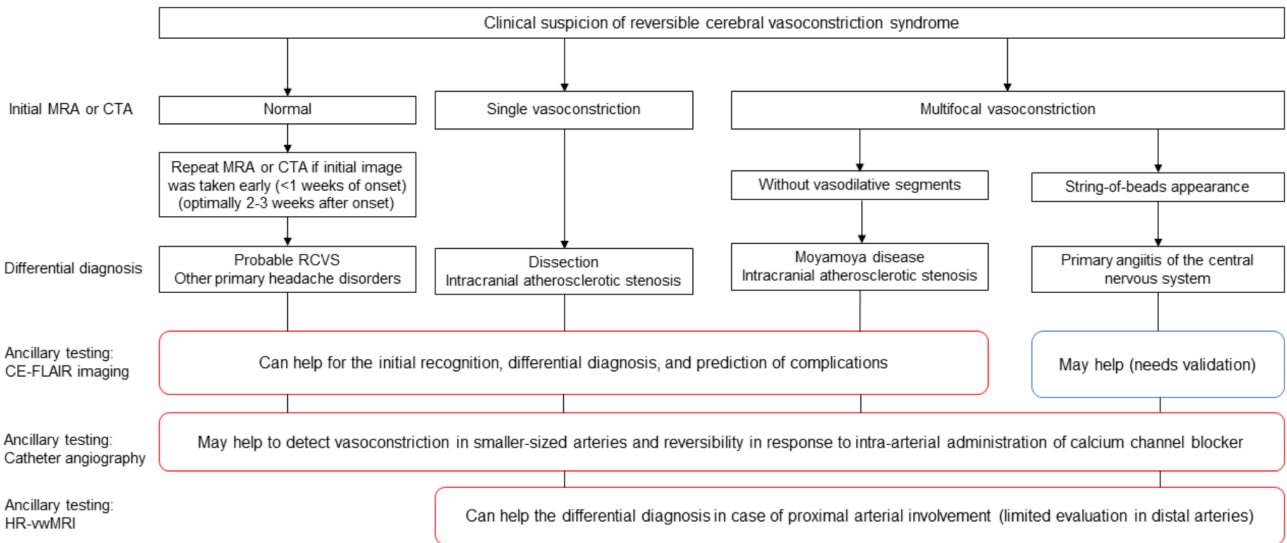 Clinical suspicion of reversible cerebral vasoconstriction syndrome
Initial MRA or CTA
Normal
Single vasoconstriction
Multifocal vasoconstriction
Repeat MRA or CTA if initial image
was taken early (<1 weeks of onset)
(optimally 2-3 weeks after onset)
Without vasodilative segments
String-of-beads appearance
Differential diagnosis
Probable RCVS
Other primary headache disorders
Dissection
Intracranial atherosclerotic stenosis
Moyamoya disease
Intracranial atherosclerotic stenosis
Primary angiitis of the central
nervous system
Ancillary testing:
CE-FLAIR imaging
Can help for the initial recognition, differential diagnosis, and prediction of complications
May help (needs validation)
Ancillary testing:
Catheter angiography
May help to detect vasoconstriction in smaller-sized arteries and reversibility in response to intra-arterial administration of calcium channel blocker
Ancillary testing:
HR-vwMRI
Can help the differential diagnosis in case of proximal arterial involvement (limited evaluation in distal arteries)